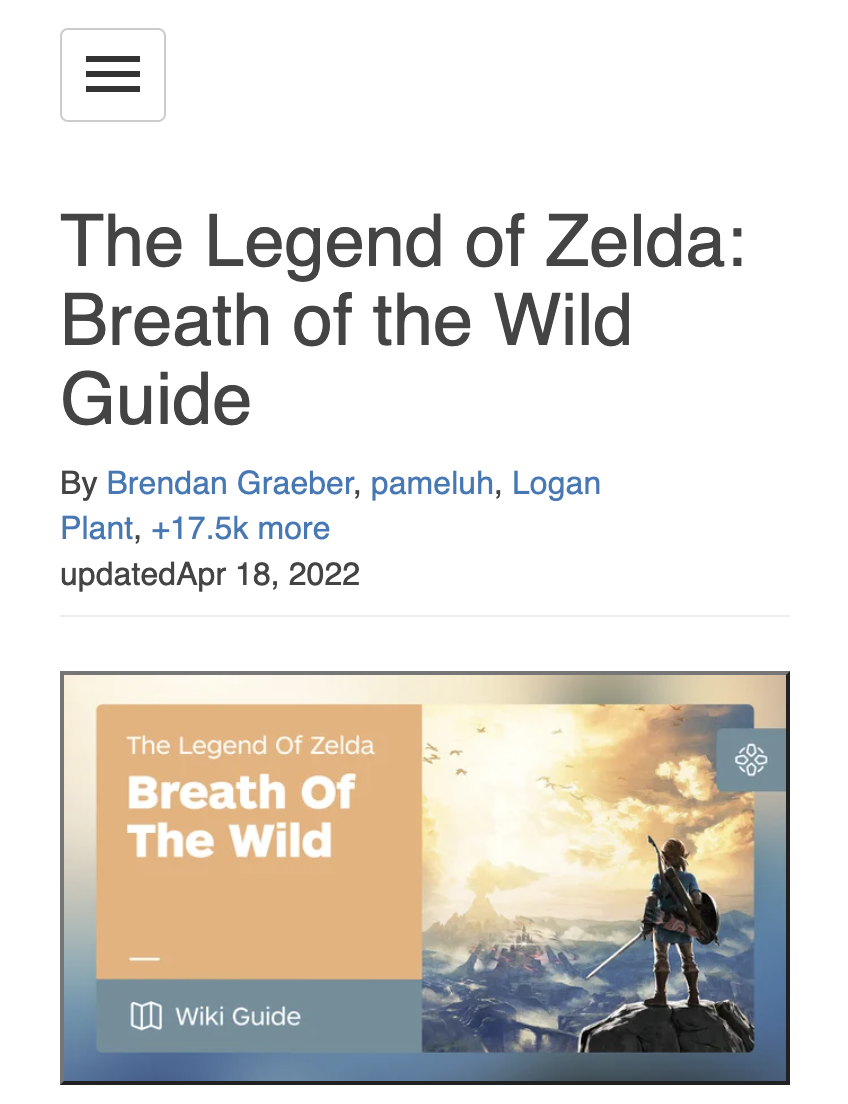 The Legend of Zelda:
Breath of the Wild
Guide
By Brendan Graeber, pameluh, Logan
Plant, +17.5k more
updatedApr 18, 2022
The Legend Of Zelda
Breath Of
The Wild
Wiki Guide